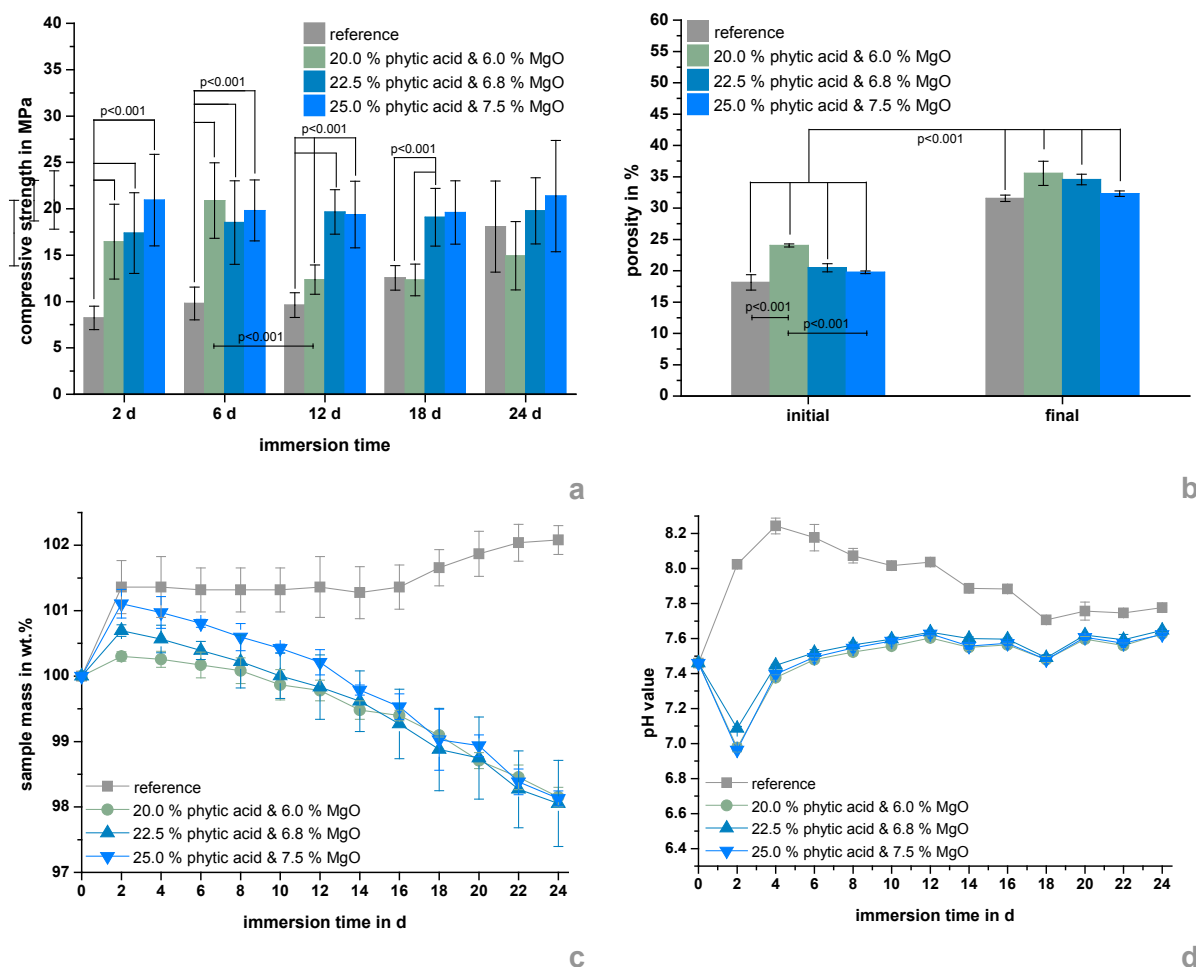 40
35
30
25
20
15
10
5
0
compressive strength in MPa
reference
20.0 % phytic acid & 6.0 % MgO
22.5 % phytic acid & 6.8 % MgO
25.0 % phytic acid & 7.5 % MgO
p<0.001
p<0.001
p<0.001
p<0.001
p<0.001
2 d 6 d 12 d 18 d 24 d
immersion time
a
60
55
50
45
40
35
30
25
20
15
10
5
0
porosity in %
reference
20.0 % phytic acid & 6.0 % MgO
22.5 % phytic acid & 6.8 % MgO
25.0 % phytic acid & 7.5 % MgO
p<0.001
p<0.001
p<0.001
initial final
b
102
101
100
99
98
97
sample mass in wt.%
reference
20.0 % phytic acid & 6.0 % MgO
22.5 % phytic acid & 6.8 % MgO
25.0 % phytic acid & 7.5 % MgO
0 2 4 6 8 10 12 14 16 18 20 22 24
immersion time in d
c
8.2
8.0
7.8
7.6
7.4
7.2
7.0
6.8
6.6
6.4
pH value
reference
20.0 % phytic acid & 6.0 % MgO
22.5 % phytic acid & 6.8 % MgO
25.0 % phytic acid & 7.5 % MgO
0 2 4 6 8 10 12 14 16 18 20 22 24
immersion time in d
d